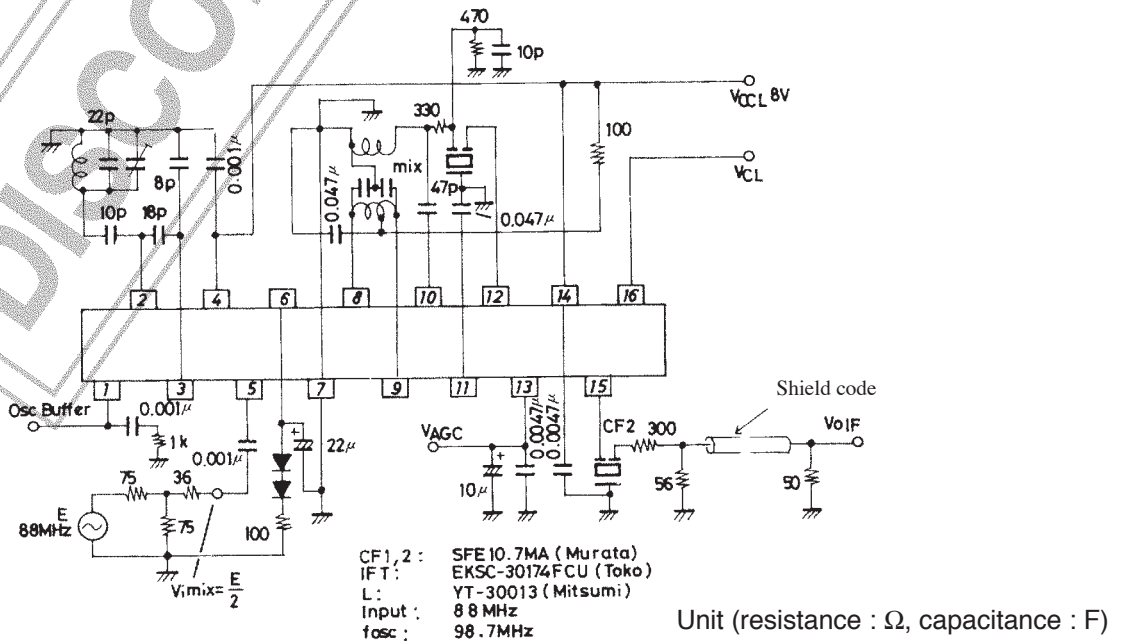 DISCO
470
10p
VCCL 8V
22p
330
100
mix
VCL
8p
0.001μ
0.047μ
47p
0.047μ
10p
18p
2
4
6
8
10
12
14
16
1
3
5
7
9
11
13
15
Shield code
Osc Buffer
0.001μ
1k
0.001μ
22μ
VAGC
0.0047μ
0.0047μ
CF2
300
VoIF
75
36
10μ
56
50
E
88MHz
75
100
Vimix=E/2
CF1,2 : SFE10.7MA (Murata)
IFT : EKSC-30174FCU (Toko)
L : YT-30013 (Mitsumi)
Input : 88MHz
fosc : 98.7MHz
Unit (resistance : Ω, capacitance : F)